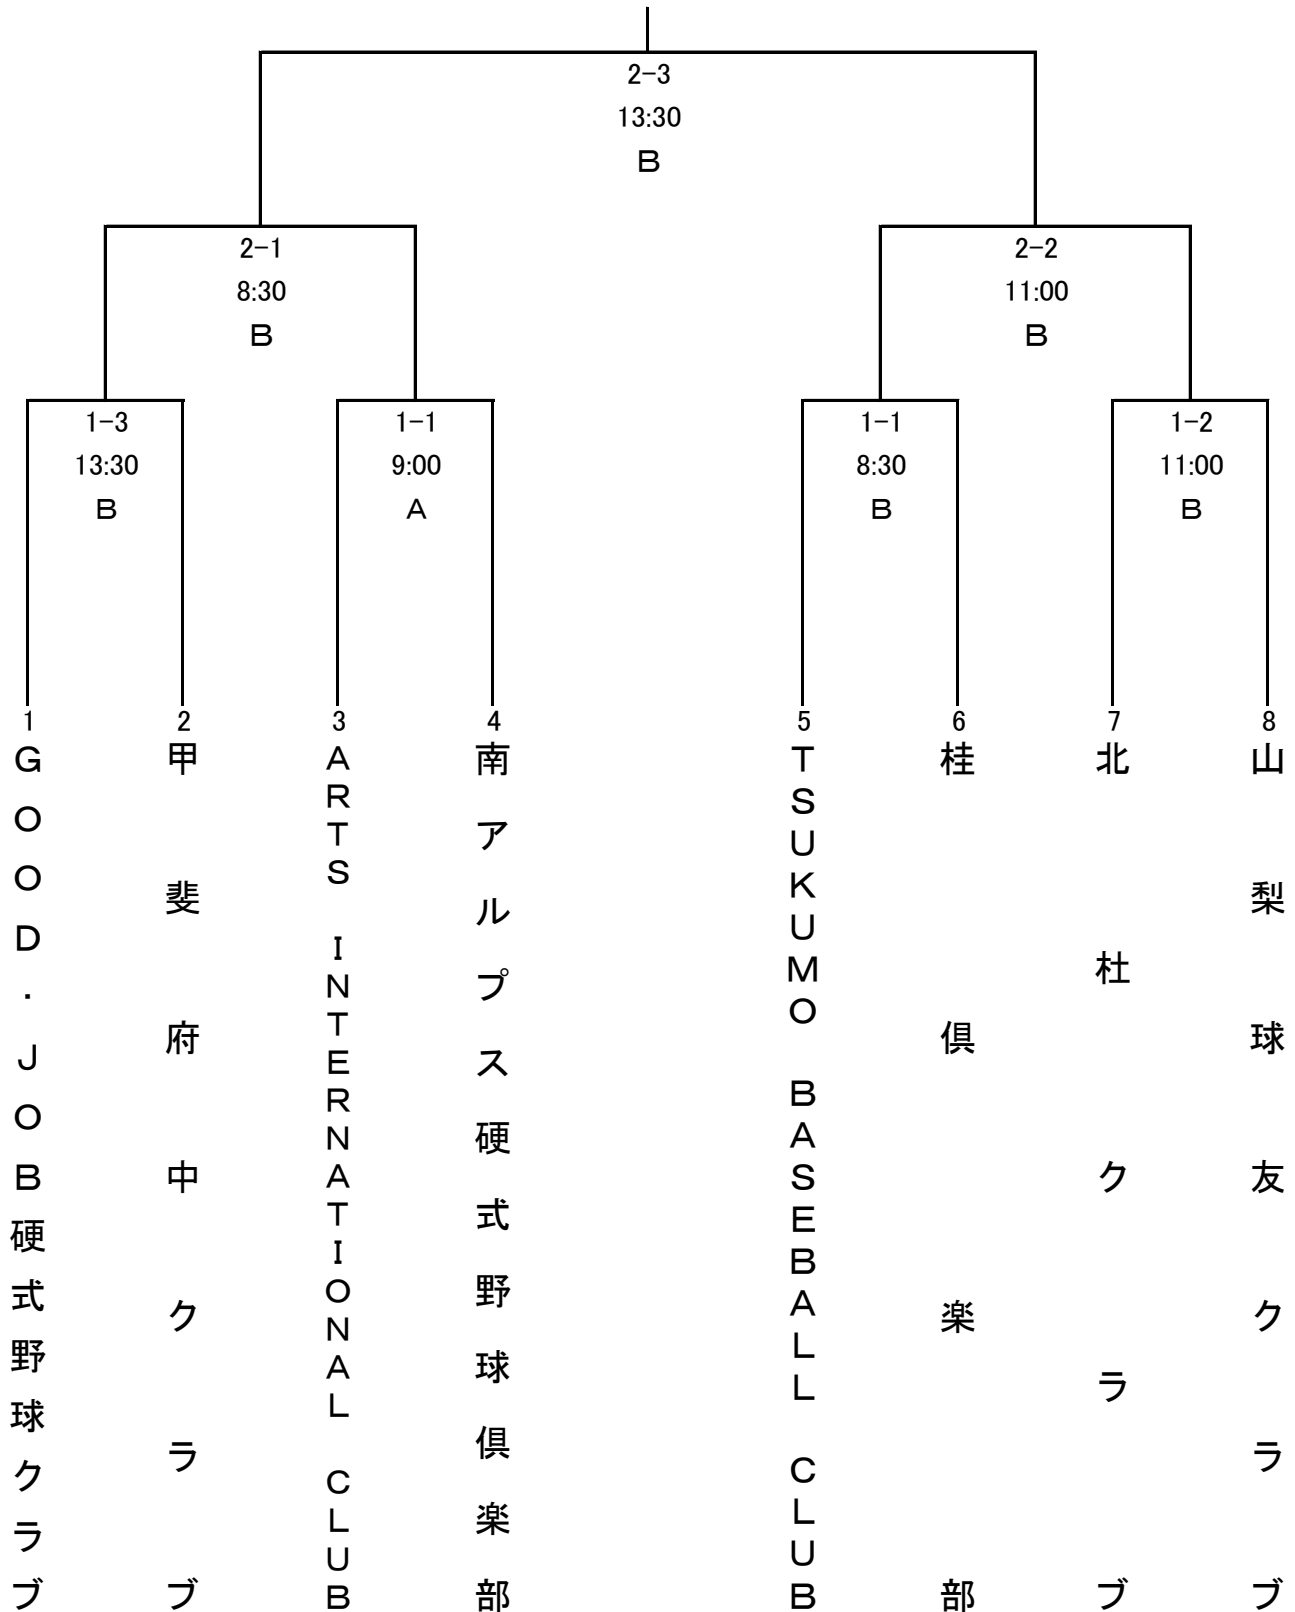 2-3
13:30
B
2-1
8:30
B
2-2
11:00
B
1-3
13:30
B
1-1
9:00
A
1-1
8:30
B
1-2
11:00
B
1
GOOD.JOB硬式野球クラブ
2
甲斐府中クラブ
3
ARTS INTERNATIONAL CLUB
4
南アルプス硬式野球倶楽部
5
TSUKUMO BASEBALL CLUB
6
桂倶楽部
7
北杜クラブ
8
山梨球友クラブ